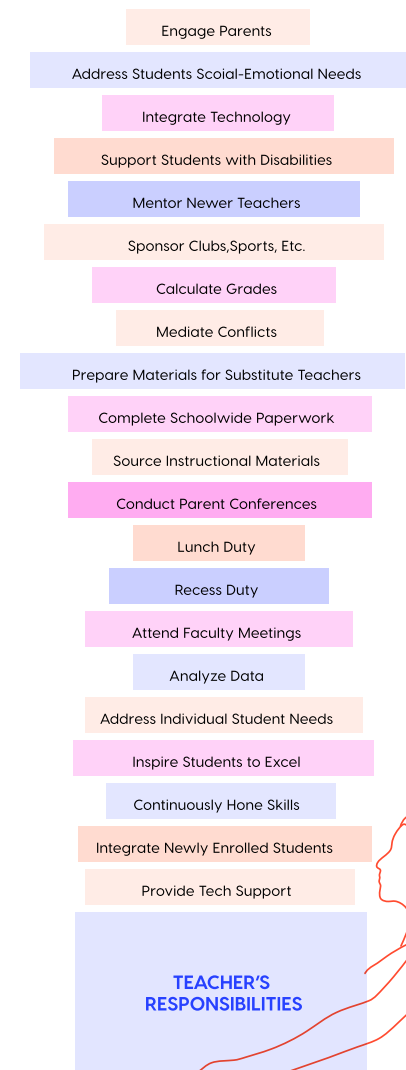 Engage Parents
Address Students Scoial-Emotional Needs
Integrate Technology
Support Students with Disabilities
Mentor Newer Teachers
Sponsor Clubs,Sports, Etc.
Calculate Grades
Mediate Conflicts
Prepare Materials for Substitute Teachers
Complete Schoolwide Paperwork
Source Instructional Materials
Conduct Parent Conferences
Lunch Duty
Recess Duty
Attend Faculty Meetings
Analyze Data
Address Individual Student Needs
Inspire Students to Excel
Continuously Hone Skills
Integrate Newly Enrolled Students
Provide Tech Support
TEACHER’S
RESPONSIBILITIES